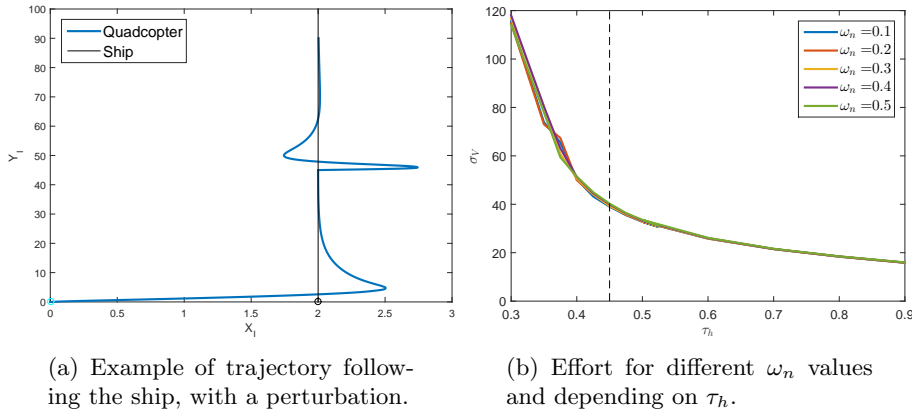 100
90
80
70
60
50
40
30
20
10
0
Y_I
Quadcopter
Ship
0 0.5 1 1.5 2 2.5 3
X_I
(a) Example of trajectory follow-
ing the ship, with a perturbation.
120
100
80
60
40
20
0
σ_V
ω_n =0.1
ω_n =0.2
ω_n =0.3
ω_n =0.4
ω_n =0.5
0.3 0.4 0.5 0.6 0.7 0.8 0.9
τ_h
(b) Effort for different ω_n values
and depending on τ_h.